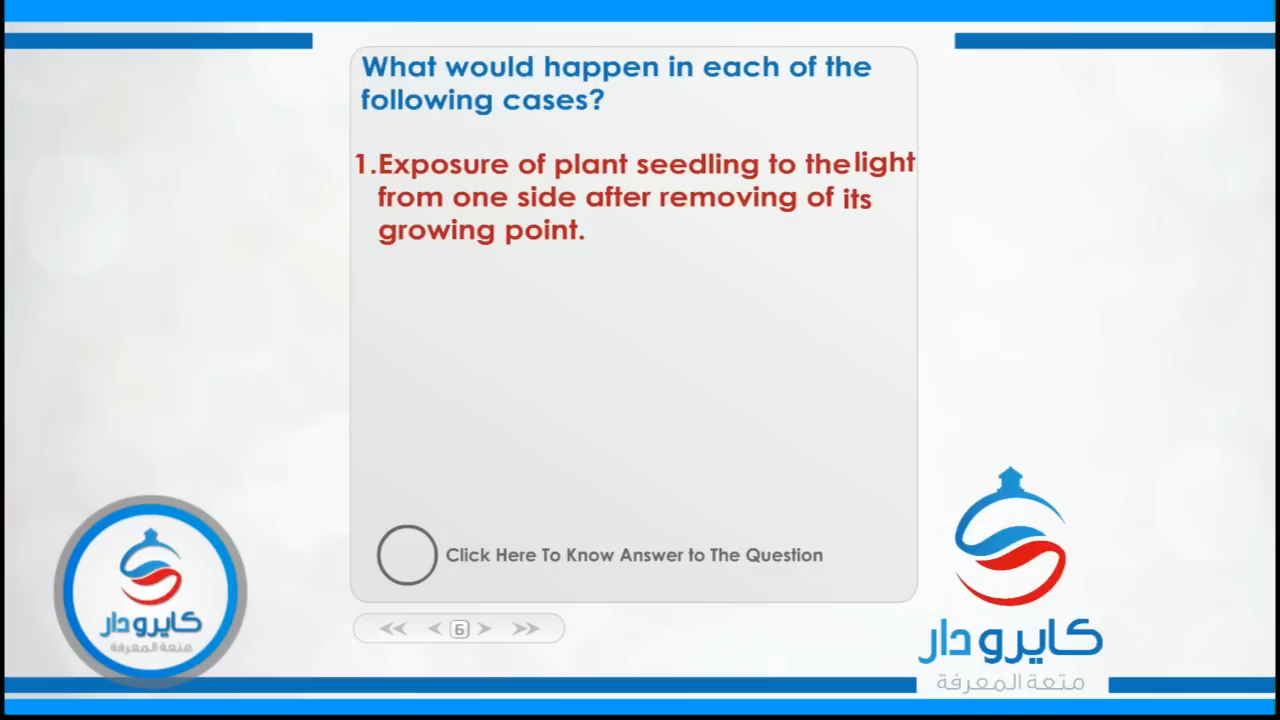 What would happen in each of the
following cases?
1.Exposure of plant seedling to the light
from one side after removing of its
growing point.
Click Here To Know Answer to The Question
6
كايرو دار
متعة المعرفة
كايرو دار
متعة المعرفة